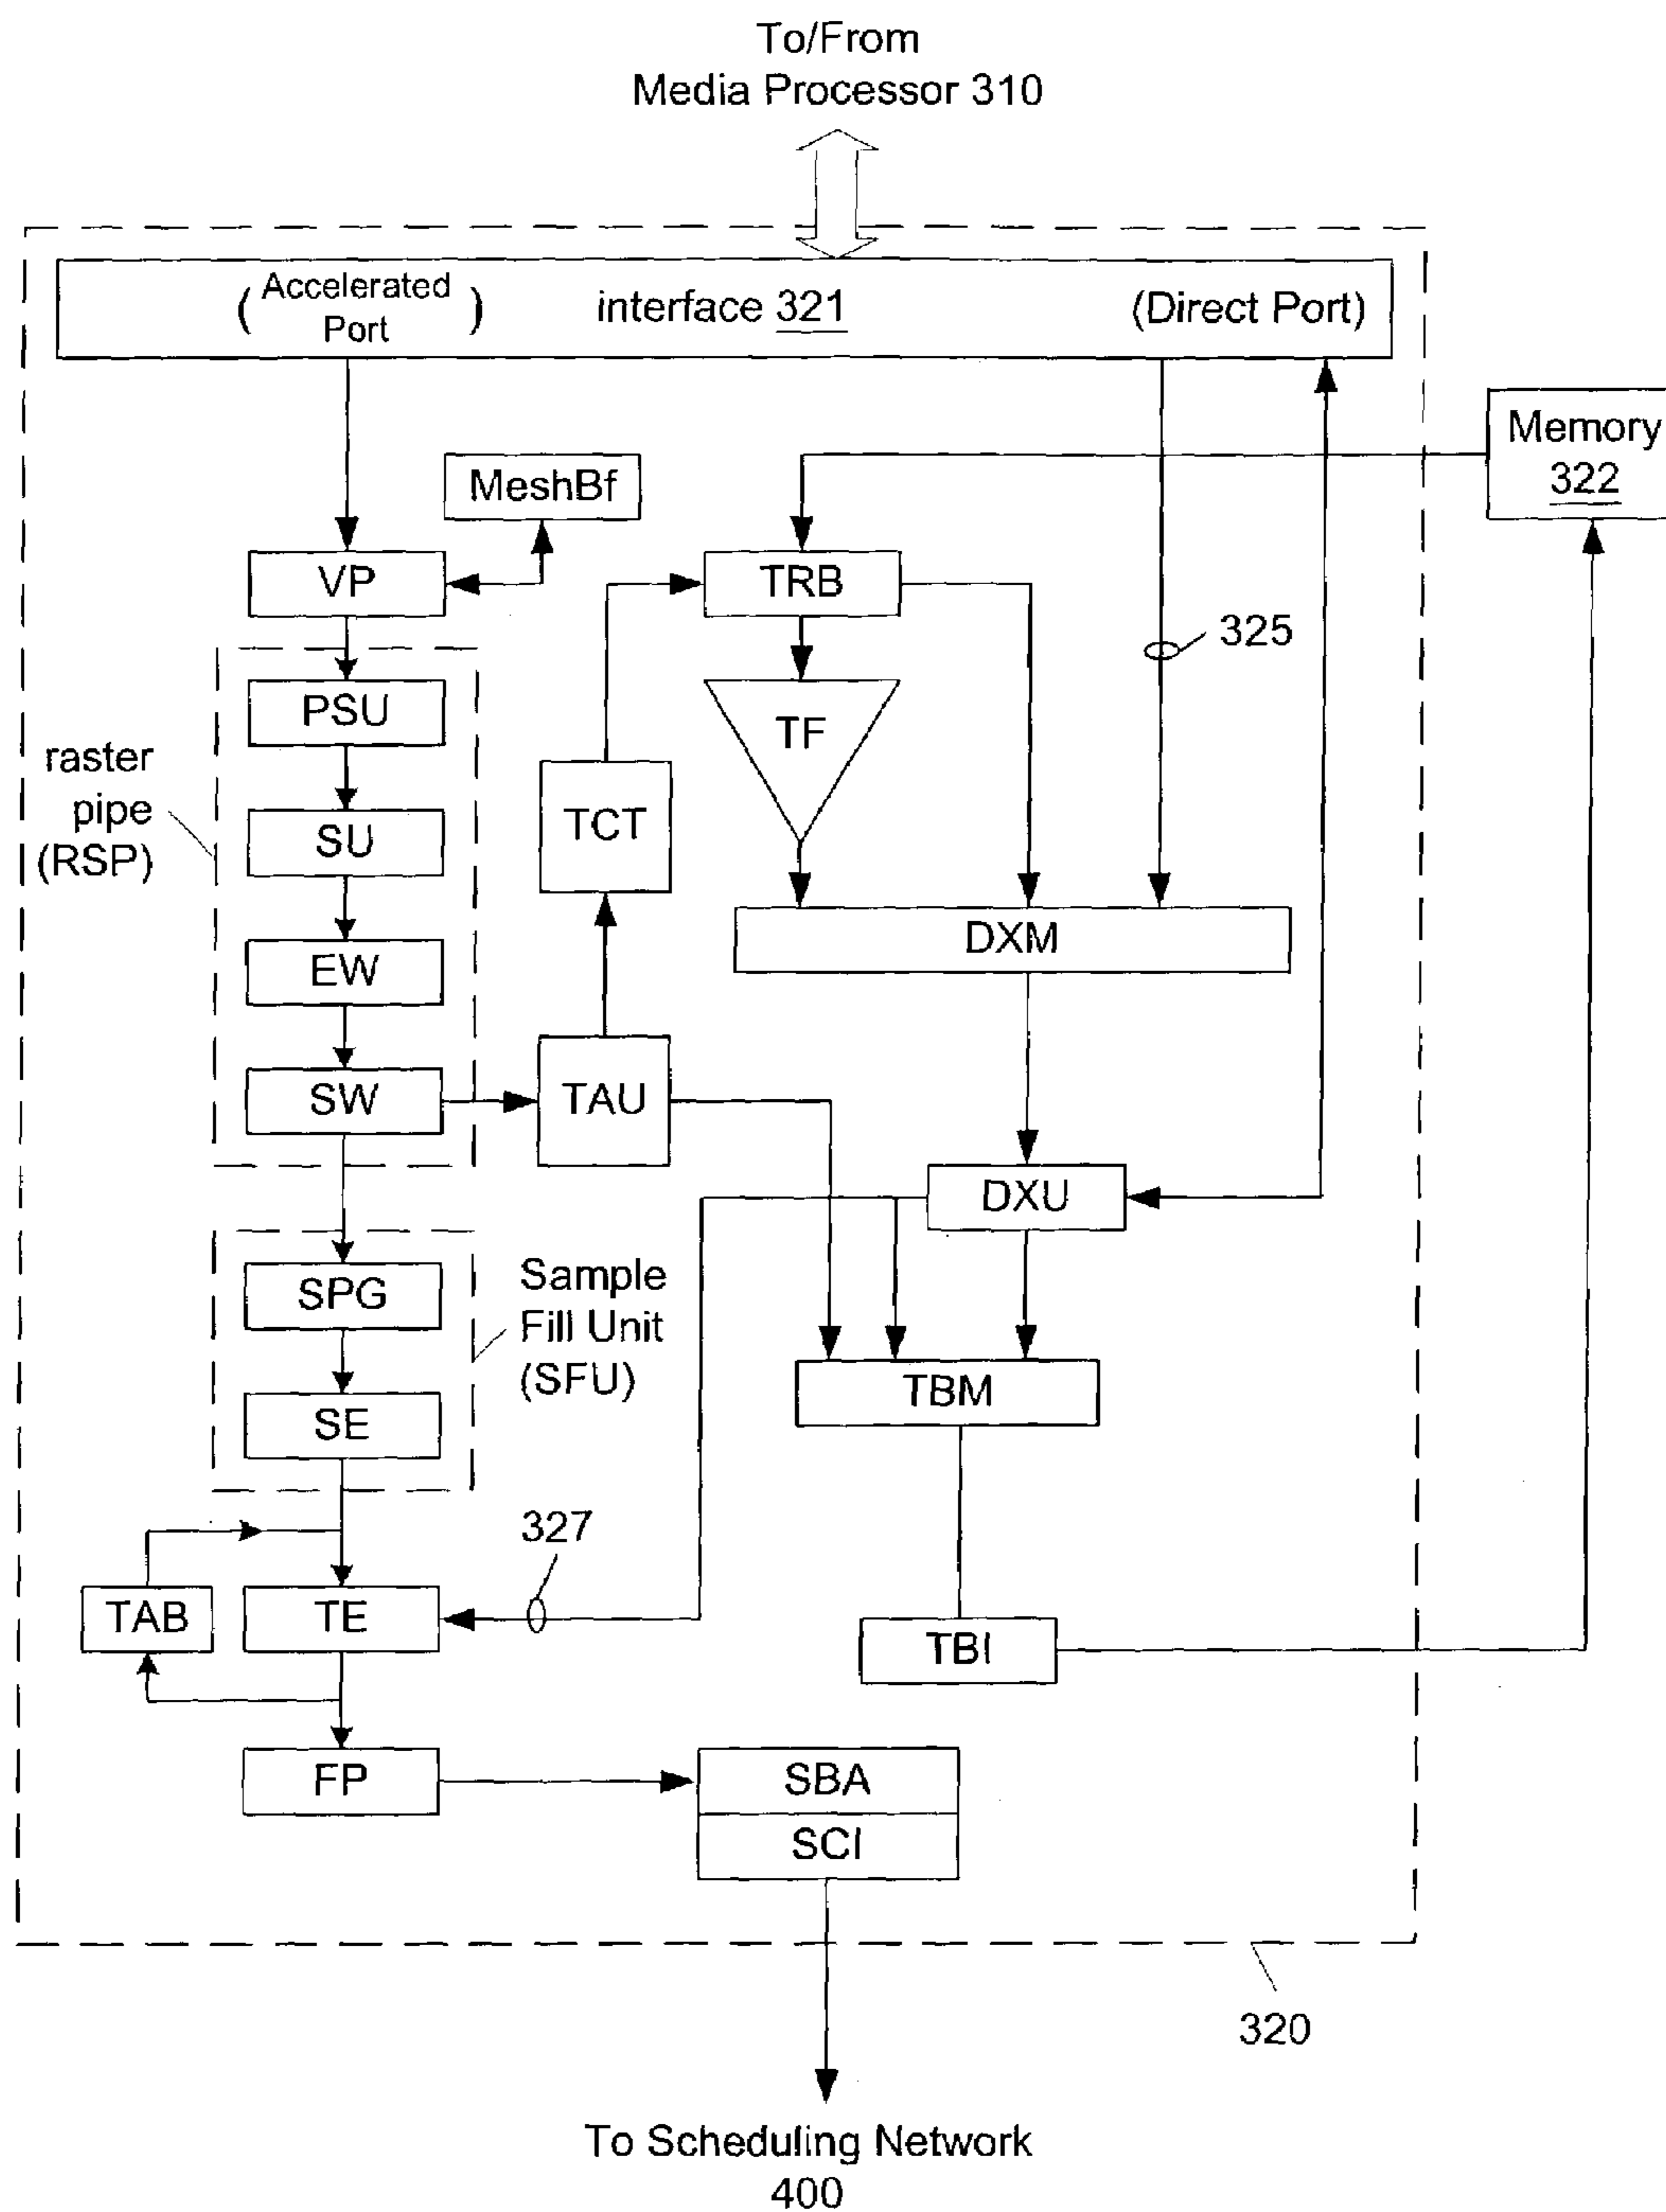 To/From
Media Processor 310
(Accelerated Port)
interface 321
(Direct Port)
Memory
322
MeshBf
VP
TRB
325
PSU
TF
raster
pipe
(RSP)
SU
TCT
EW
DXM
SW
TAU
DXU
SPG
Sample
Fill Unit
(SFU)
TBM
SE
327
TAB
TE
TBI
FP
SBA
SCI
320
To Scheduling Network
400